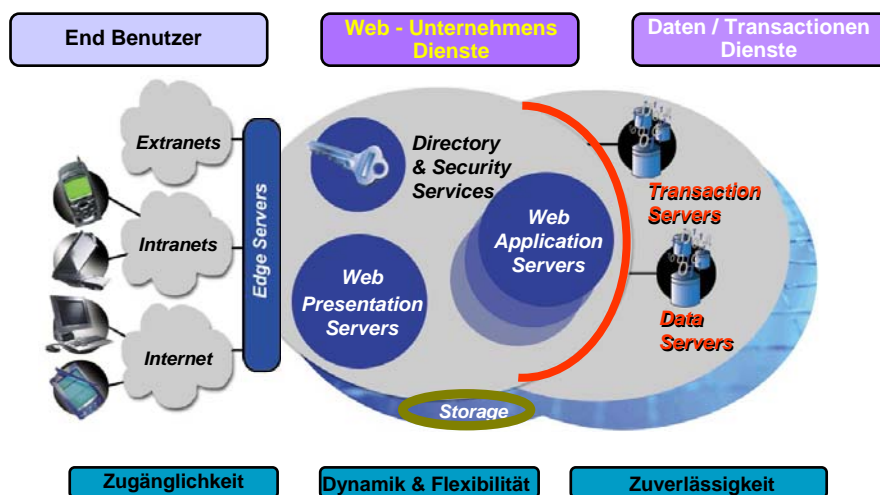 End Benutzer
Web - Unternehmens
Dienste
Daten / Transactionen
Dienste
Extranets
Intranets
Internet
Edge Servers
Directory
& Security
Services
Web
Presentation
Servers
Web
Application
Servers
Transaction
Servers
Data
Servers
Storage
Zugänglichkeit
Dynamik & Flexibilität
Zuverlässigkeit